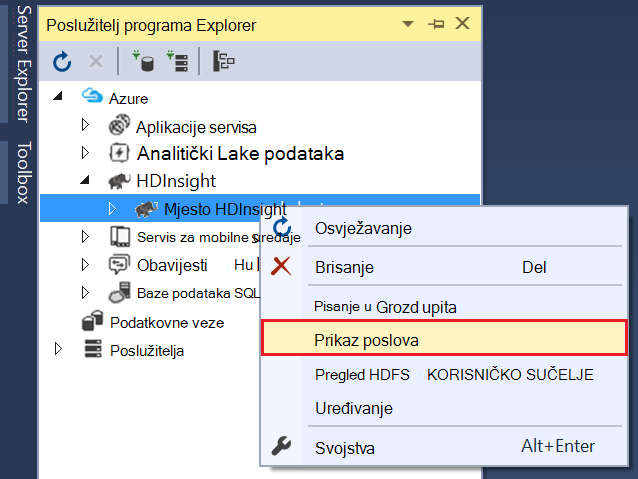 Server Explorer
Toolbox
Poslužitelj programa Explorer
Azure
Aplikacije servisa
Analitički Lake podataka
HDInsight
Mjesto HDInsight
Servis za mobilne uređaje
Obavijesti Hu
Baze podataka SQL
Podatkovne veze
Poslužitelja
Osvježavanje
Brisanje Del
Pisanje u Grozd upita
Prikaz poslova
Pregled HDFS KORISNIČKO SUČELJE
Uređivanje
Svojstva Alt+Enter